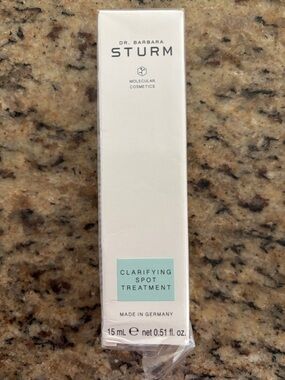 DR. BARBARA
STURM
MOLECULAR
COSMETICS
CLARIFYING
SPOT
TREATMENT
MADE IN GERMANY
15 mL ℮ net 0.51 fl. oz.